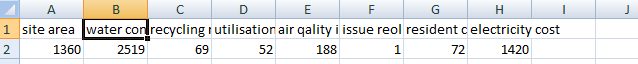 A B C D E F G H I J
1 site area water con recycling r utilisation air qality i issue reol resident c electricity cost
2 1360 2519 69 52 188 1 72 1420